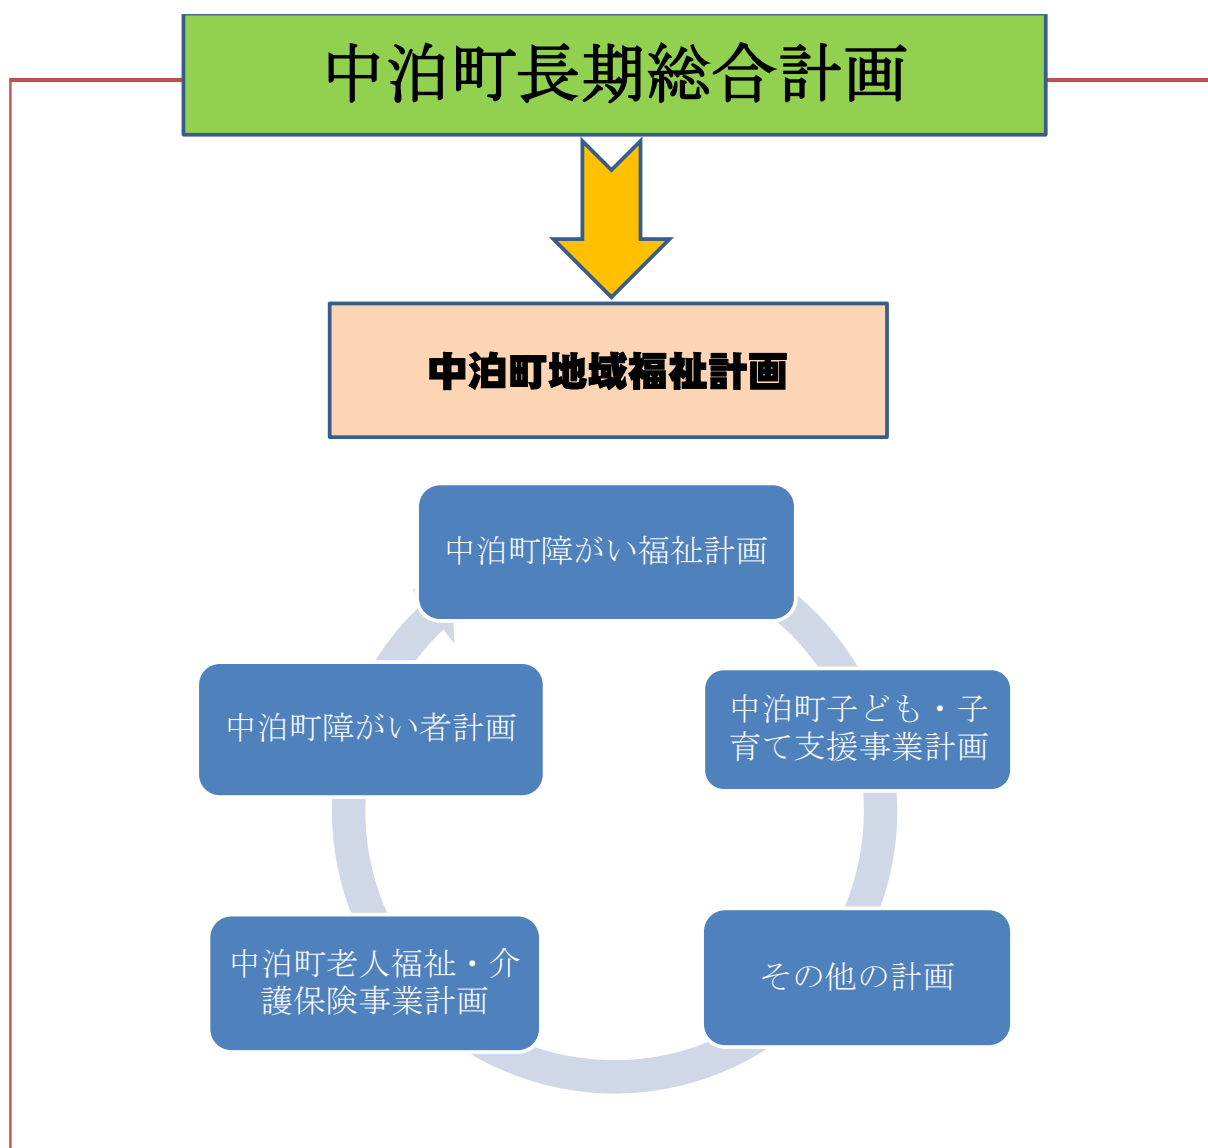 中泊町長期総合計画
中泊町地域福祉計画
中泊町障がい福祉計画
中泊町子ども・子
育て支援事業計画
その他の計画
中泊町老人福祉・介
護保険事業計画
中泊町障がい者計画